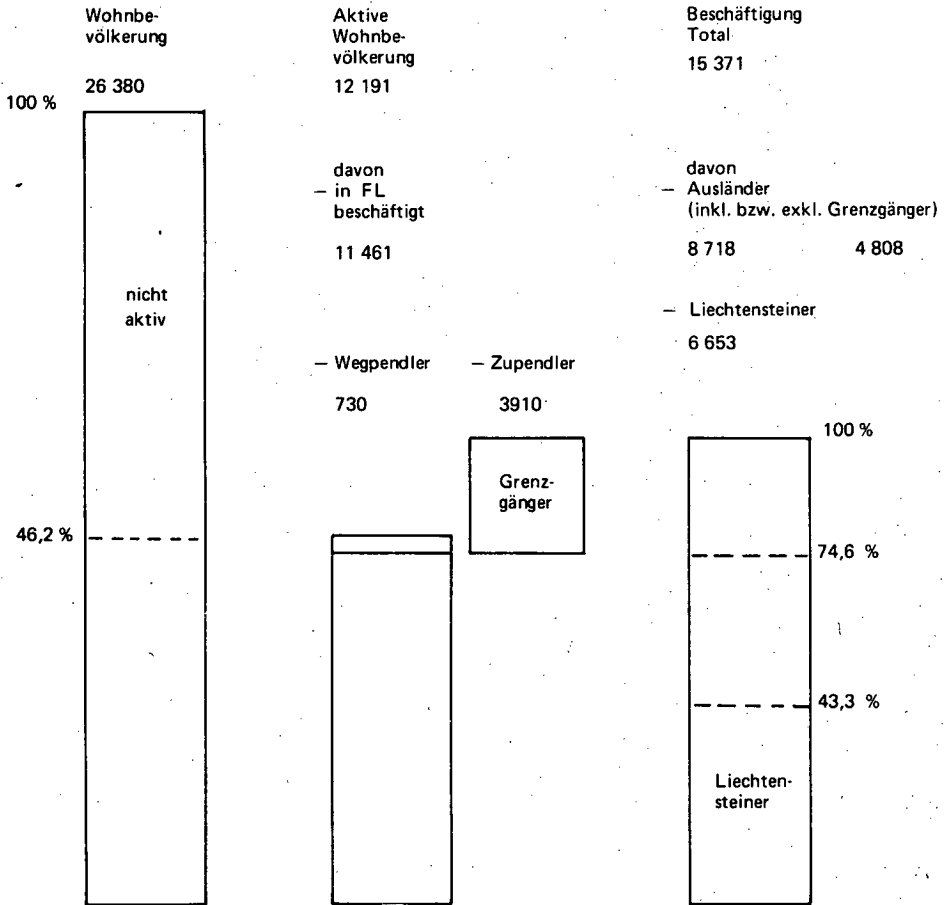 Wohnbe-
völkerung
26 380
100 %
nicht
aktiv
46,2 %
Aktive
Wohnbe-
völkerung
12 191
davon
– in FL
beschäftigt
11 461
– Wegpendler
730
– Zupendler
3910
Grenz-
gänger
Beschäftigung
Total
15 371
davon
– Ausländer
(inkl. bzw. exkl. Grenzgänger)
8 718 4 808
– Liechtensteiner
6 653
100 %
74,6 %
43,3 %
Liechten-
steiner